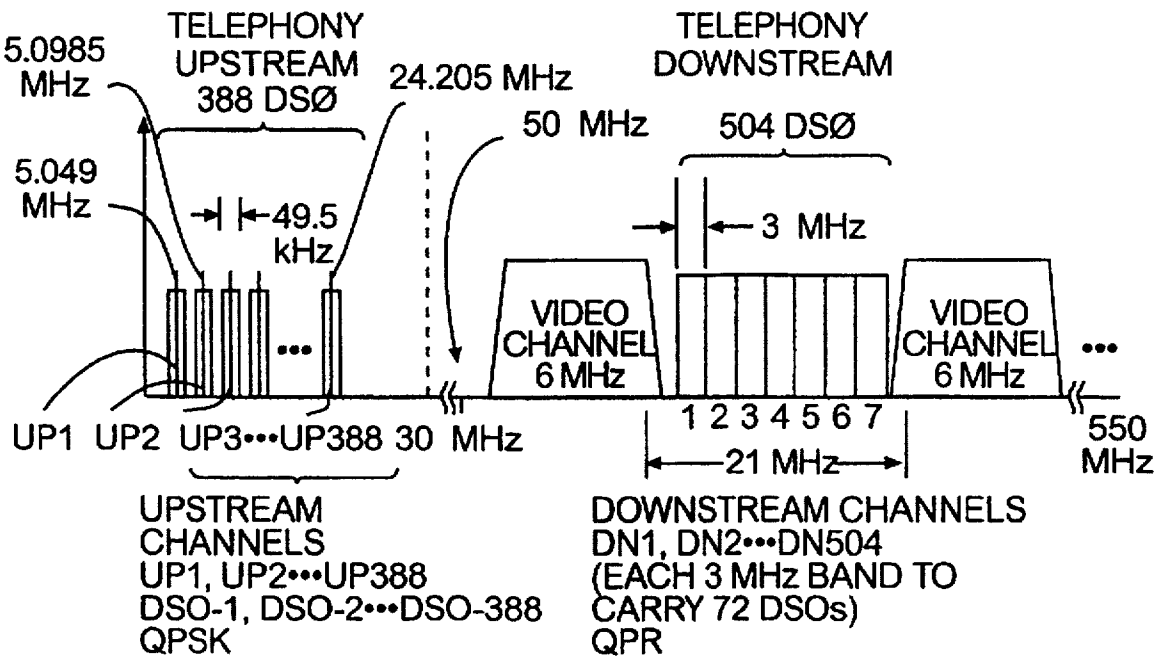 TELEPHONY
UPSTREAM
388 DSØ
TELEPHONY
DOWNSTREAM
504 DSØ
5.0985
MHz
24.205 MHz
50 MHz
5.049
MHz
49.5
kHz
3 MHz
VIDEO
CHANNEL
6 MHz
VIDEO
CHANNEL
6 MHz
•••
•••
1 2 3 4 5 6 7
UP1 UP2 UP3•••UP388 30 MHz
21 MHz
550
MHz
UPSTREAM
CHANNELS
UP1, UP2•••UP388
DSO-1, DSO-2•••DSO-388
QPSK
DOWNSTREAM CHANNELS
DN1, DN2•••DN504
(EACH 3 MHz BAND TO
CARRY 72 DSOs)
QPR